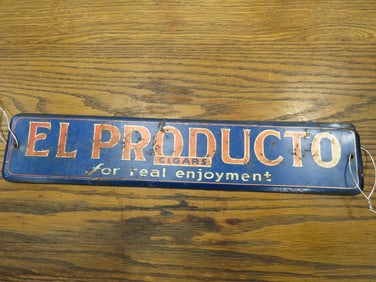 EL PRODUCTO
CIGARS
for real enjoyment